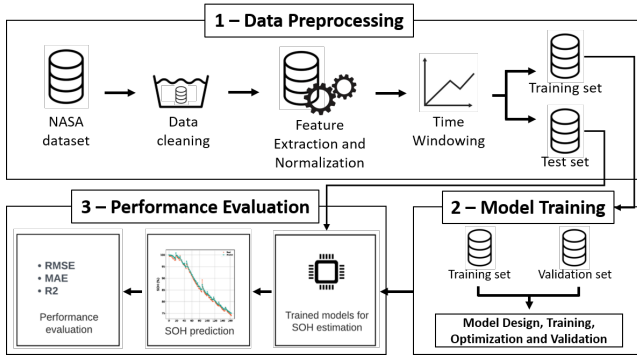 1 – Data Preprocessing
NASA
dataset
Data
cleaning
Feature
Extraction and
Normalization
Time
Windowing
Training set
Test set
3 – Performance Evaluation
2 – Model Training
• RMSE
• MAE
• R2
Performance
evaluation
SOH prediction
Trained models for
SOH estimation
Training set
Validation set
Model Design, Training,
Optimization and Validation